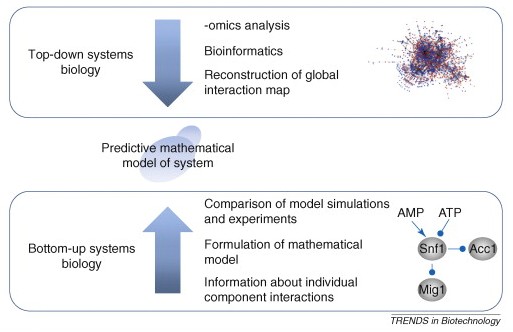 Top-down systems
biology
-omics analysis
Bioinformatics
Reconstruction of global
interaction map
Predictive mathematical
model of system
Bottom-up systems
biology
Comparison of model simulations
and experiments
Formulation of mathematical
model
Information about individual
component interactions
AMP ATP
Snf1 Acc1
Mig1
TRENDS in Biotechnology